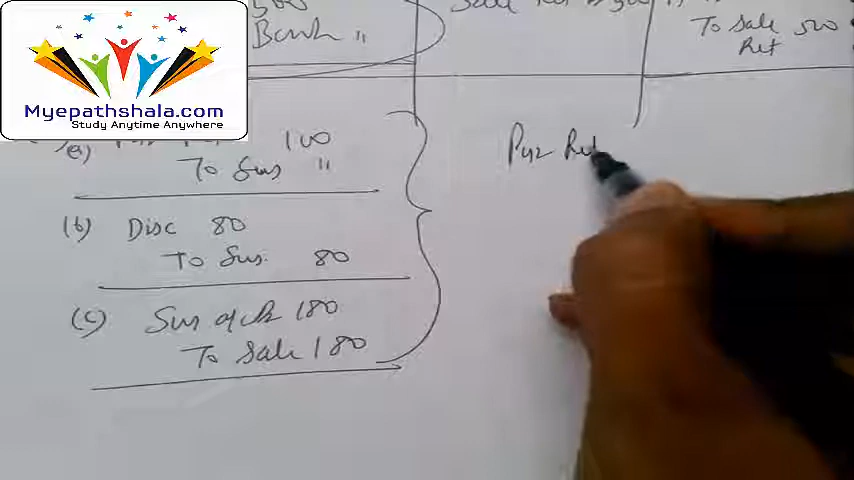 Myepathshala.com
Study Anytime Anywhere
Bank "
To Sale 500
Ret
(a) 100
To Sus "
(b) Disc 80
To Sus. 80
(c) Sus a/c 180
To Sale 180
Pur Ret